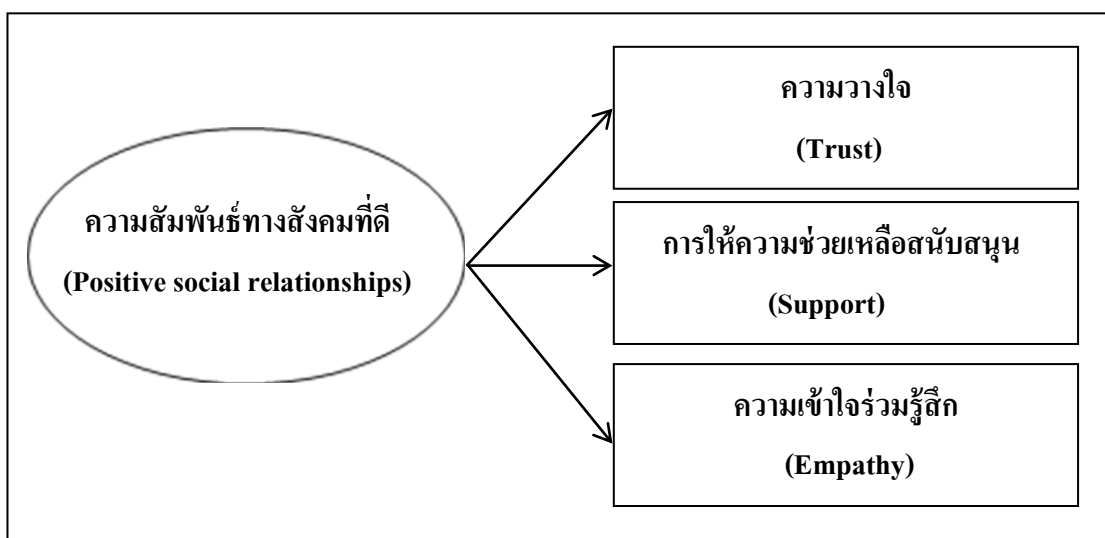 ความสัมพันธ์ทางสังคมที่ดี
(Positive social relationships)
ความวางใจ
(Trust)
การให้ความช่วยเหลือสนับสนุน
(Support)
ความเข้าใจร่วมรู้สึก
(Empathy)